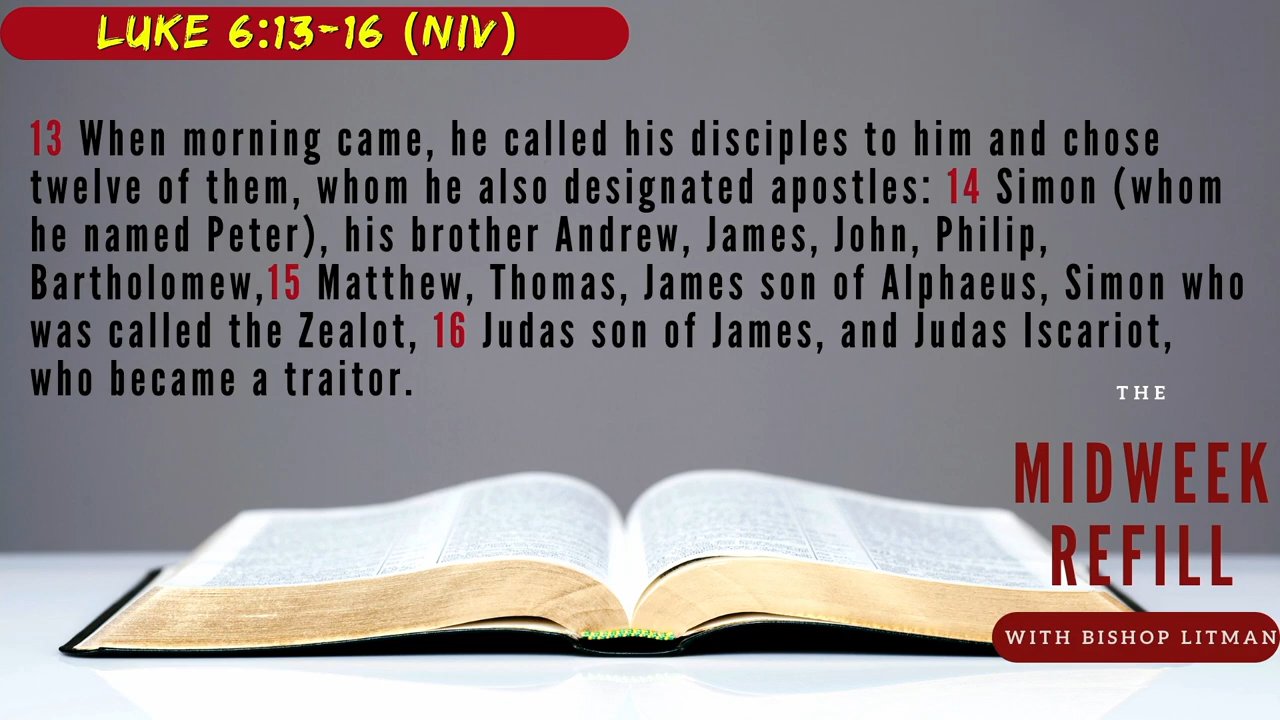 LUKE 6:13-16 (NIV)
13 When morning came, he called his disciples to him and chose
twelve of them, whom he also designated apostles: 14 Simon (whom
he named Peter), his brother Andrew, James, John, Philip,
Bartholomew,15 Matthew, Thomas, James son of Alphaeus, Simon who
was called the Zealot, 16 Judas son of James, and Judas Iscariot,
who became a traitor.
THE
MIDWEEK
REFILL
WITH BISHOP LITMAN